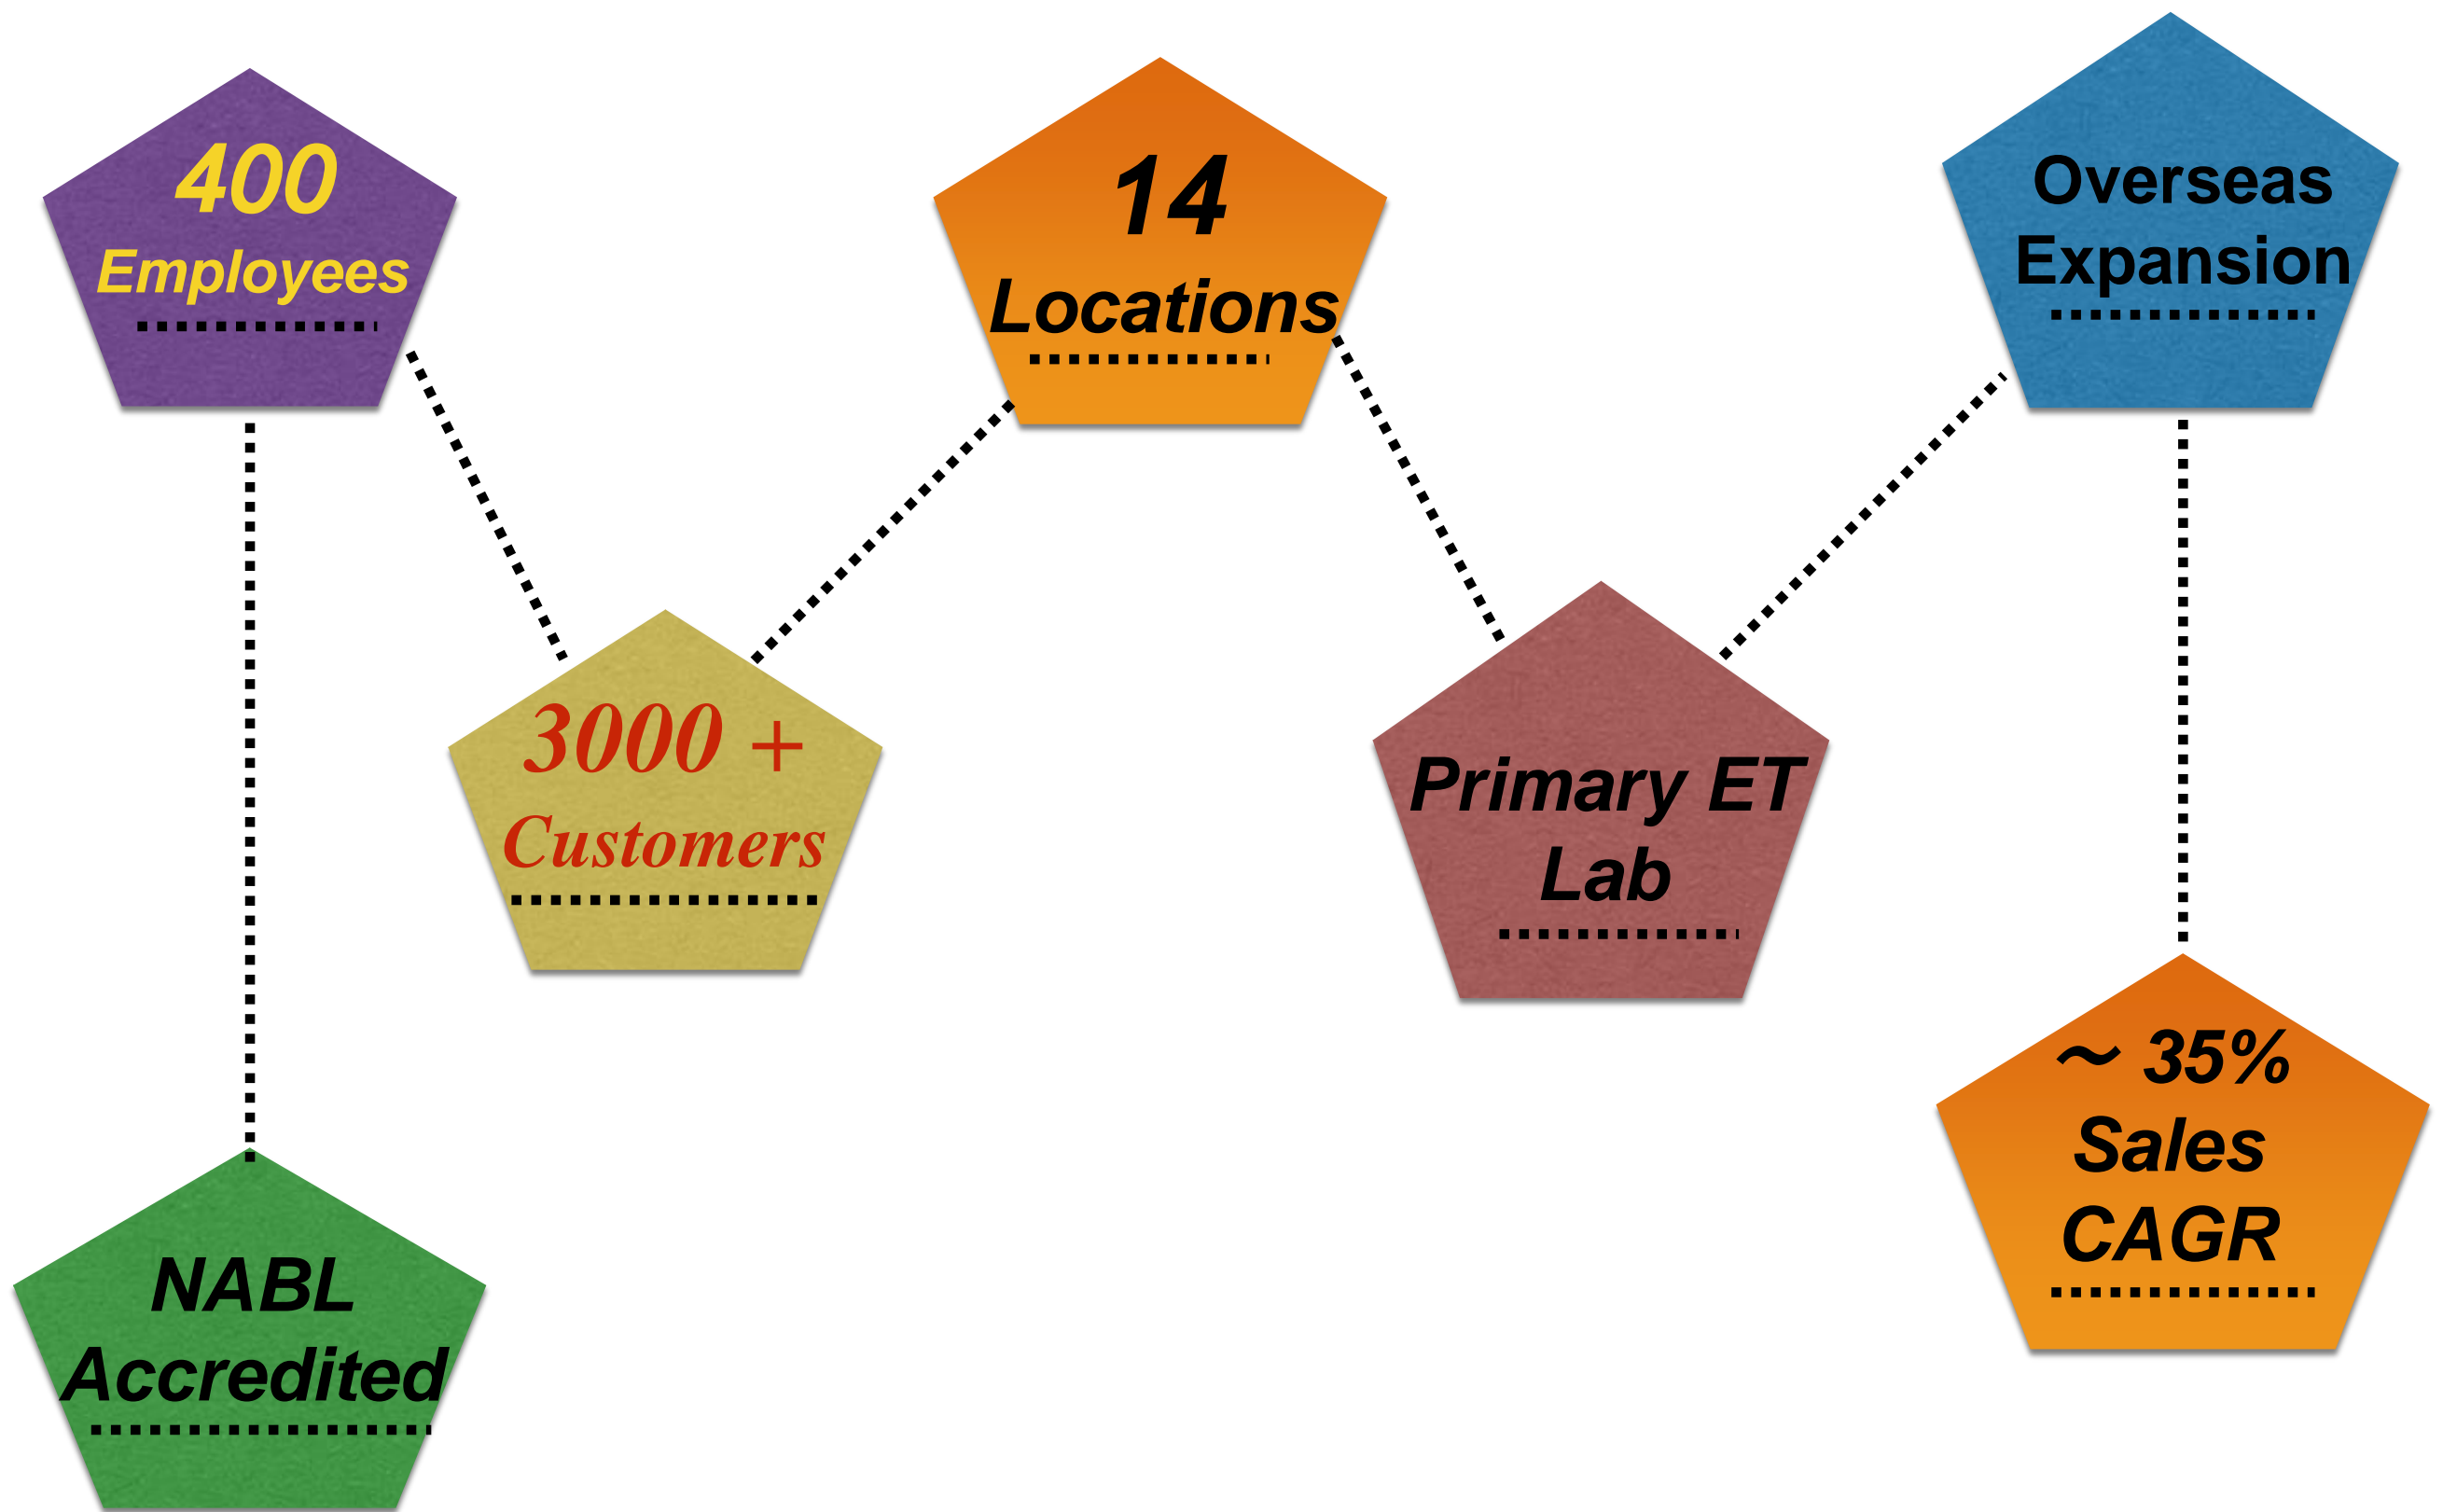 400
Employees
14
Locations
Overseas
Expansion
3000 +
Customers
Primary ET
Lab
~ 35%
Sales
CAGR
NABL
Accredited